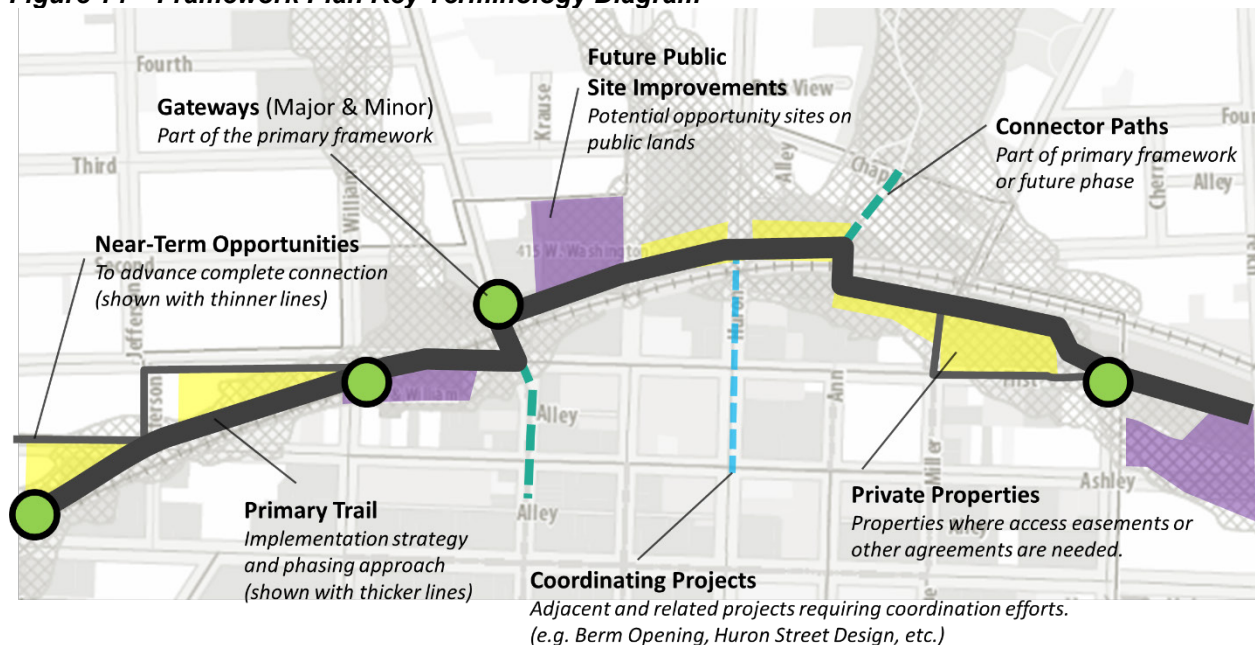 Framework Plan Key Terminology Diagram
Future Public
Site Improvements
Potential opportunity sites on
public lands
Gateways (Major & Minor)
Part of the primary framework
Connector Paths
Part of primary framework
or future phase
Near-Term Opportunities
To advance complete connection
(shown with thinner lines)
Primary Trail
Implementation strategy
and phasing approach
(shown with thicker lines)
Private Properties
Properties where access easements or
other agreements are needed.
Coordinating Projects
Adjacent and related projects requiring coordination efforts.
(e.g. Berm Opening, Huron Street Design, etc.)
Fourth
Krause
View
Alley
Third
William
Alley
415 W. Washington
Second
Jefferson
Huron
Alley
Ann
Miller
Ashley
Alley